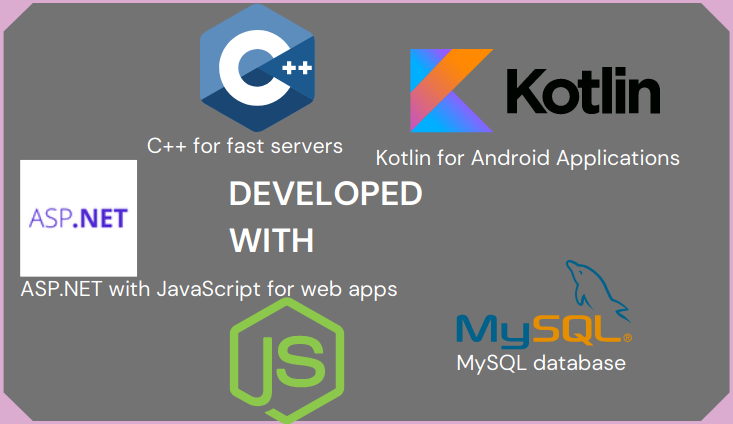 C++
Kotlin
C++ for fast servers
Kotlin for Android Applications
ASP.NET
DEVELOPED
WITH
ASP.NET with JavaScript for web apps
JS
MySQL®
MySQL database